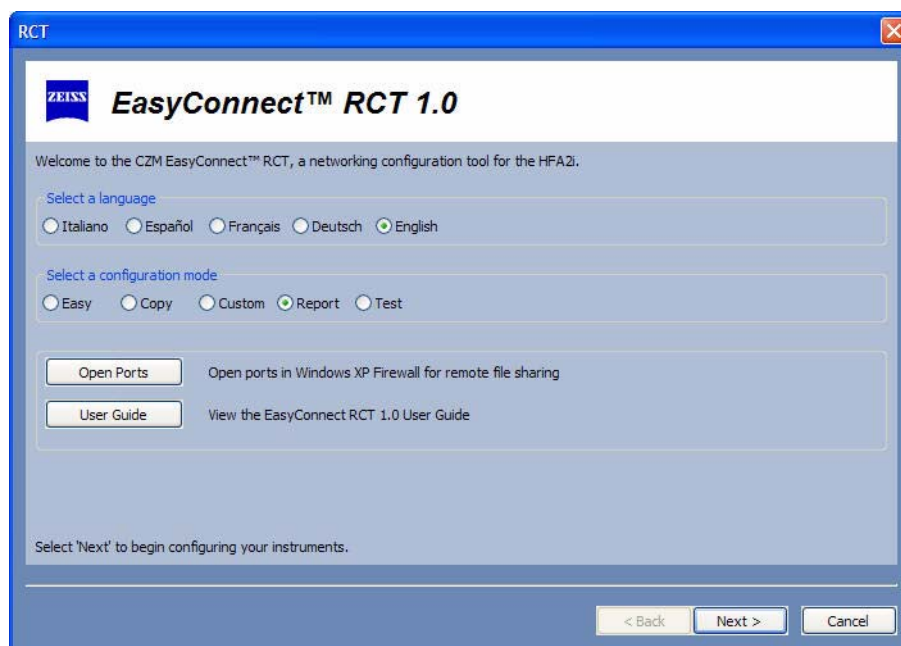 RCT
ZEISS
EasyConnect™ RCT 1.0
Welcome to the CZM EasyConnect™ RCT, a networking configuration tool for the HFA2i.
Select a language
Italiano Español Français Deutsch English
Select a configuration mode
Easy Copy Custom Report Test
Open Ports Open ports in Windows XP Firewall for remote file sharing
User Guide View the EasyConnect RCT 1.0 User Guide
Select 'Next' to begin configuring your instruments.
< Back Next > Cancel